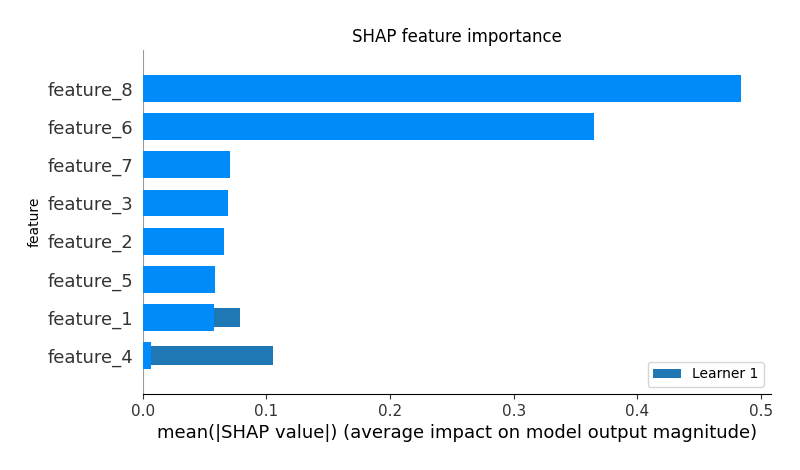 SHAP feature importance
feature_8
feature_6
feature_7
feature_3
feature_2
feature_5
feature_1
feature_4
feature
Learner 1
0.0 0.1 0.2 0.3 0.4 0.5
mean(|SHAP value|) (average impact on model output magnitude)